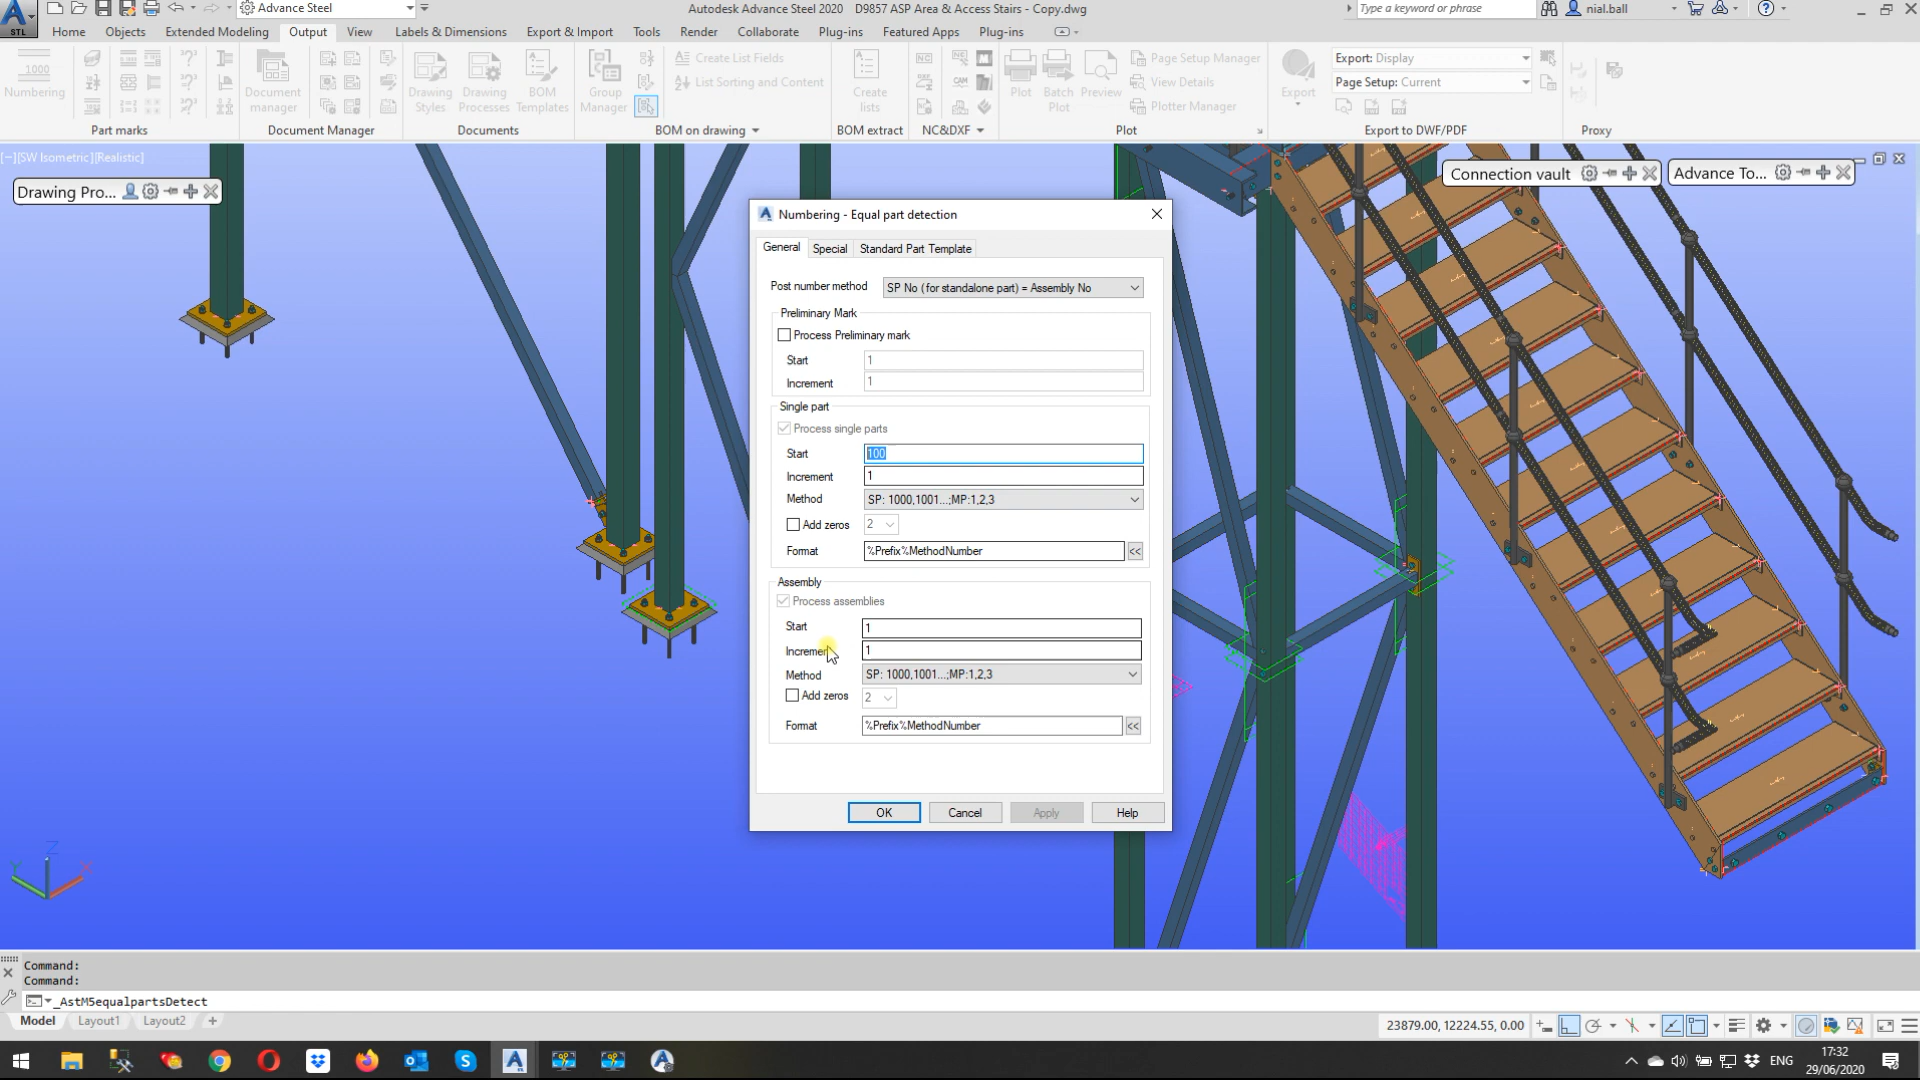 Advance Steel
Autodesk Advance Steel 2020 D9857 ASP Area & Access Stairs - Copy.dwg
Type a keyword or phrase
nial.ball
STL
Home
Objects
Extended Modeling
Output
View
Labels & Dimensions
Export & Import
Tools
Render
Collaborate
Plug-ins
Featured Apps
Plug-ins
1000
Numbering
Document manager
Drawing Styles
Drawing Processes
BOM Templates
Group Manager
Create List Fields
List Sorting and Content
Create lists
Plot
Batch Plot
Preview
Page Setup Manager
View Details
Plotter Manager
Export
Export: Display
Page Setup: Current
Part marks
Document Manager
Documents
BOM on drawing
BOM extract
NC&DXF
Plot
Export to DWF/PDF
Proxy
[−][SW Isometric][Realistic]
Drawing Pro...
Connection vault
Advance To...
Numbering - Equal part detection
General
Special
Standard Part Template
Post number method
SP No (for standalone part) = Assembly No
Preliminary Mark
Process Preliminary mark
Start
1
Increment
1
Single part
Process single parts
Start
100
Increment
1
Method
SP: 1000,1001...;MP:1,2,3
Add zeros
2
Format
%Prefix%MethodNumber
<<
Assembly
Process assemblies
Start
1
Increment
1
Method
SP: 1000,1001...;MP:1,2,3
Add zeros
2
Format
%Prefix%MethodNumber
<<
OK
Cancel
Apply
Help
Z
X
Command:
Command:
_AstM5equalpartsDetect
Model
Layout1
Layout2
+
23879.00, 12224.55, 0.00
ENG
17:32
29/06/2020